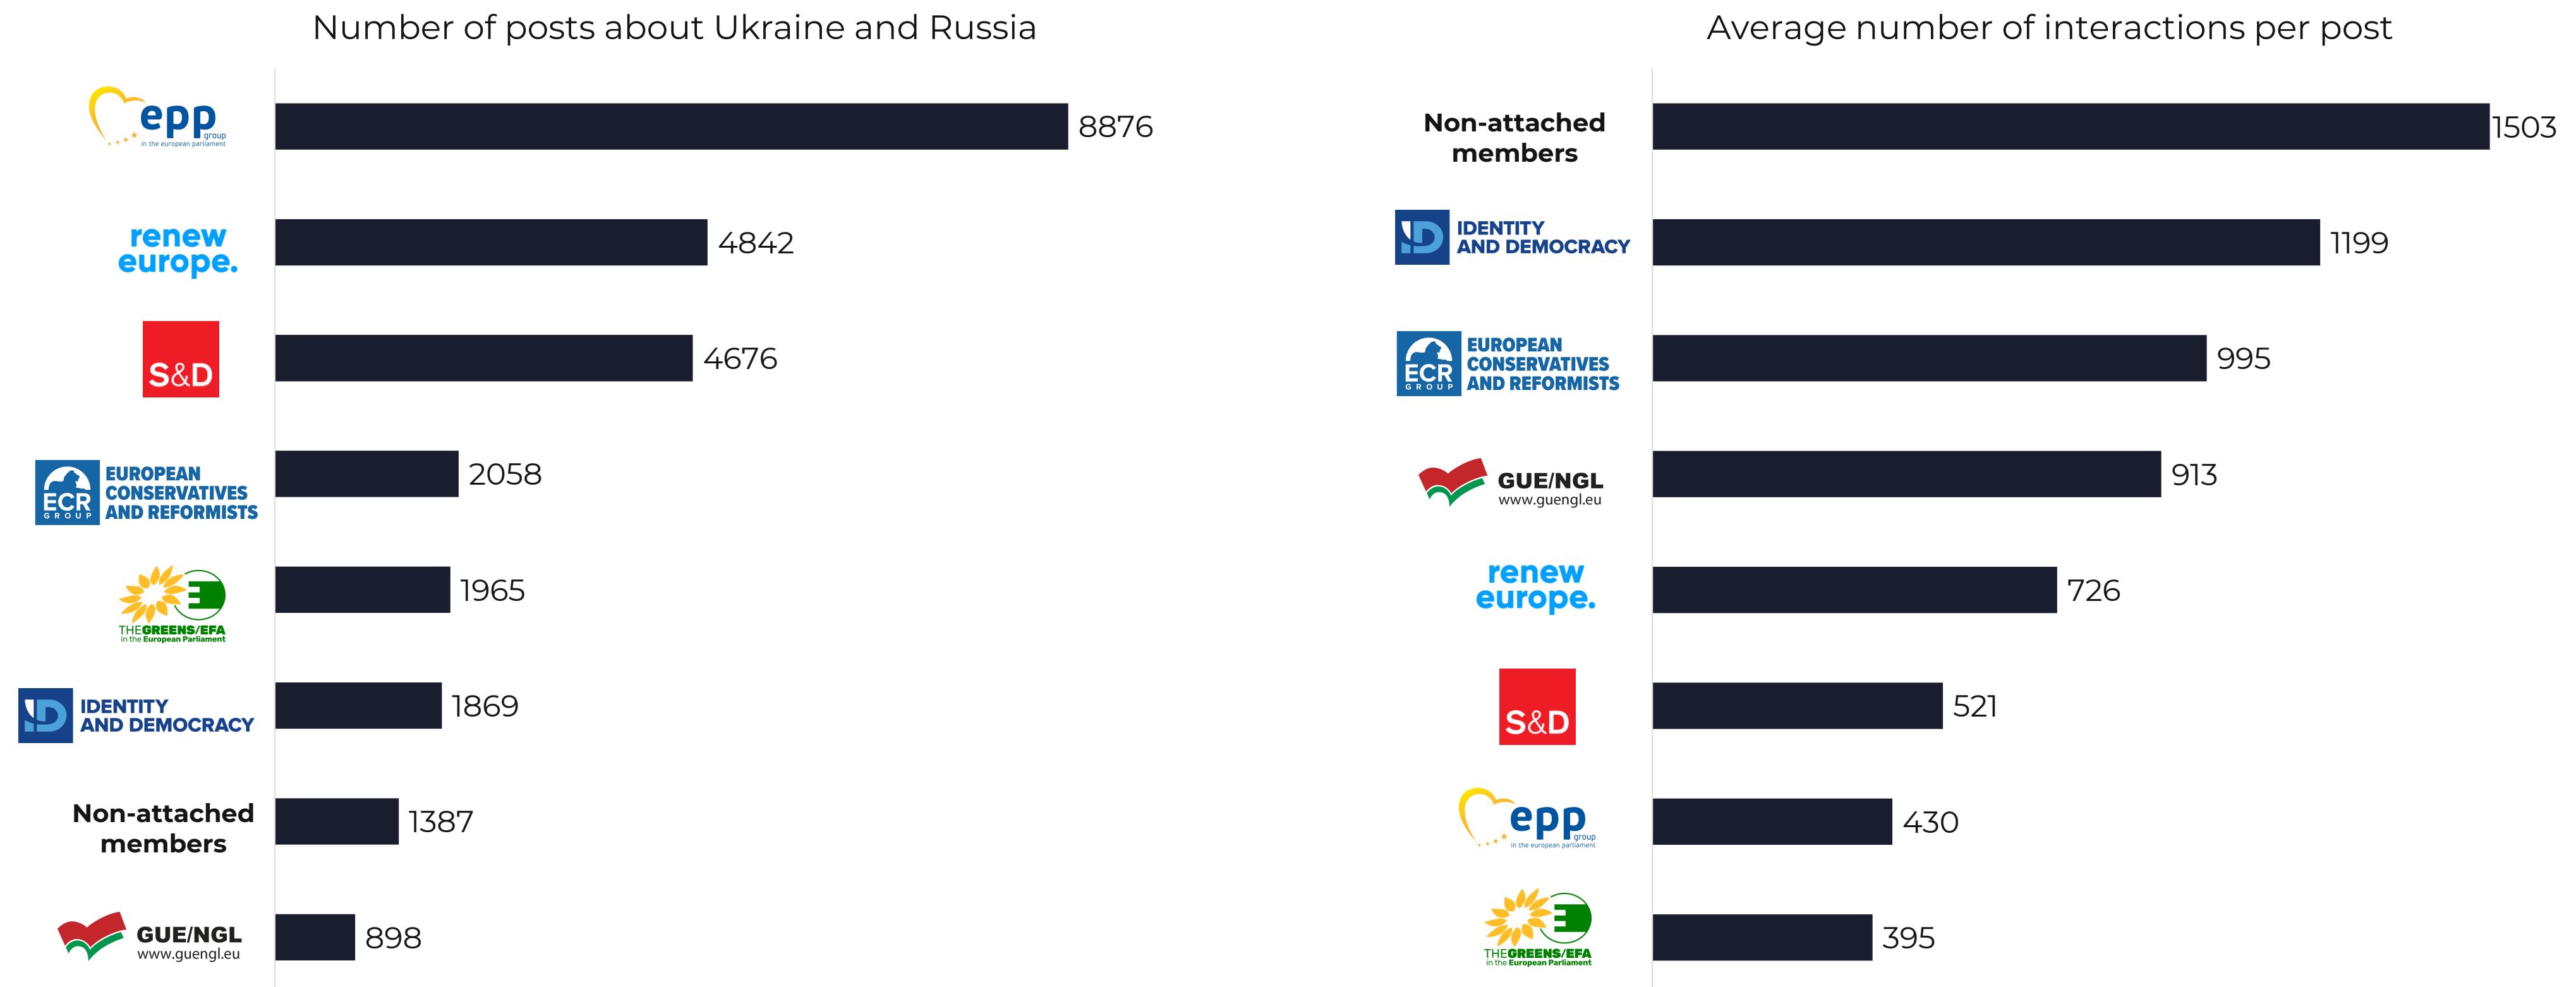 Number of posts about Ukraine and Russia
epp
group
in the european parliament
8876
renew
europe.
4842
S&D
4676
ECR
GROUP
EUROPEAN
CONSERVATIVES
AND REFORMISTS
2058
THE GREENS/EFA
in the European Parliament
1965
ID
IDENTITY
AND DEMOCRACY
1869
Non-attached
members
1387
GUE/NGL
www.guengl.eu
898
Average number of interactions per post
Non-attached
members
1503
ID
IDENTITY
AND DEMOCRACY
1199
ECR
GROUP
EUROPEAN
CONSERVATIVES
AND REFORMISTS
995
GUE/NGL
www.guengl.eu
913
renew
europe.
726
S&D
521
epp
group
in the european parliament
430
THE GREENS/EFA
in the European Parliament
395